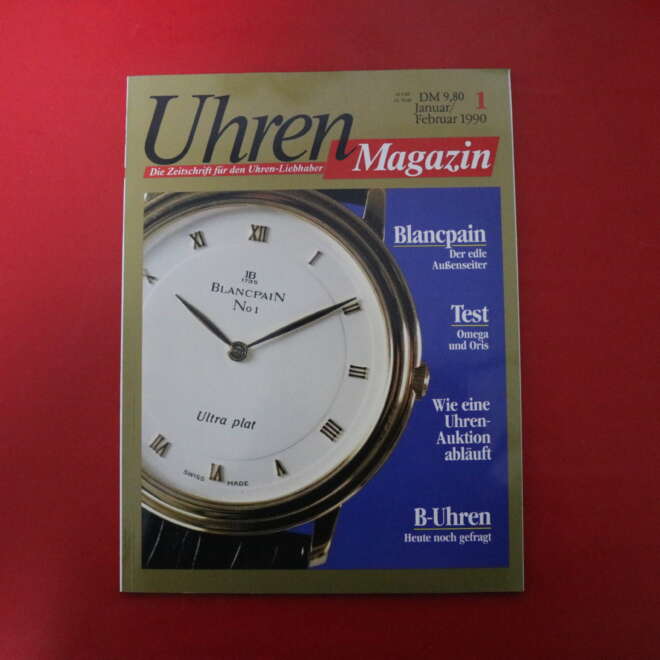 Uhren
DM 9,80
1
Januar/
Februar 1990
Magazin
Die Zeitschrift für den Uhren-Liebhaber
Blancpain
Der edle
Außenseiter
Test
Omega
und Oris
Wie eine
Uhren-
Auktion
abläuft
B-Uhren
Heute noch gefragt
XI
XII
I
II
III
IIII
V
VI
VII
1735
BLANCPAIN
No 1
Ultra plat
SWISS MADE